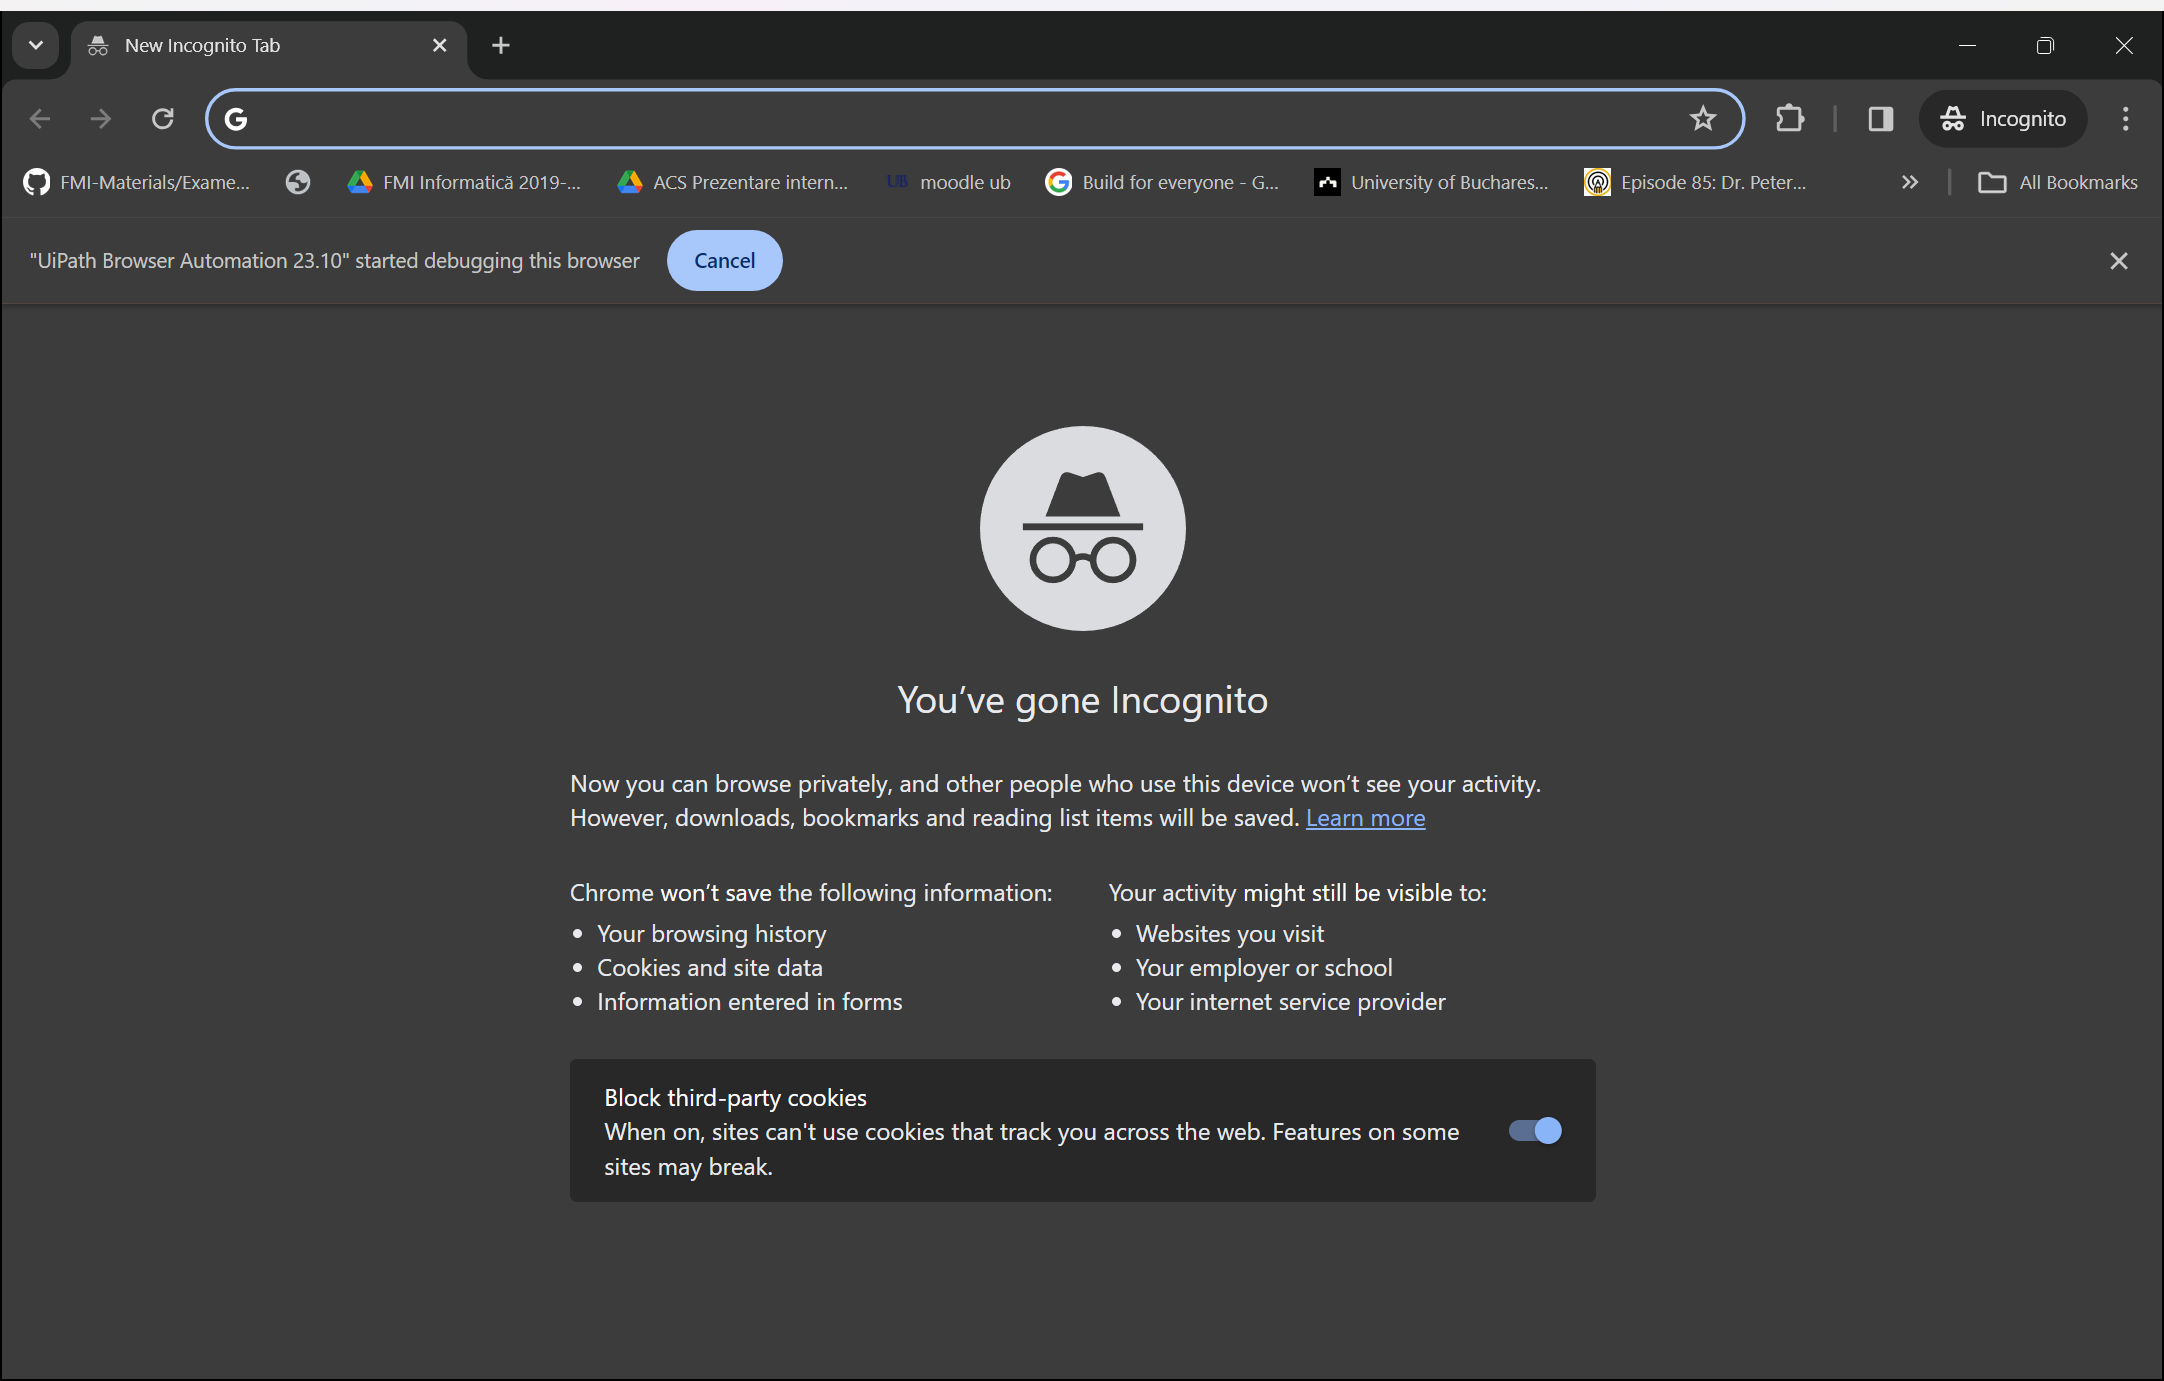 New Incognito Tab
Incognito
FMI-Materials/Exame...
FMI Informatică 2019-...
ACS Prezentare intern...
UB moodle ub
Build for everyone - G...
University of Buchares...
Episode 85: Dr. Peter...
All Bookmarks
"UiPath Browser Automation 23.10" started debugging this browser
Cancel
You've gone Incognito
Now you can browse privately, and other people who use this device won't see your activity.
However, downloads, bookmarks and reading list items will be saved. Learn more
Chrome won't save the following information:
Your browsing history
Cookies and site data
Information entered in forms
Your activity might still be visible to:
Websites you visit
Your employer or school
Your internet service provider
Block third-party cookies
When on, sites can't use cookies that track you across the web. Features on some
sites may break.